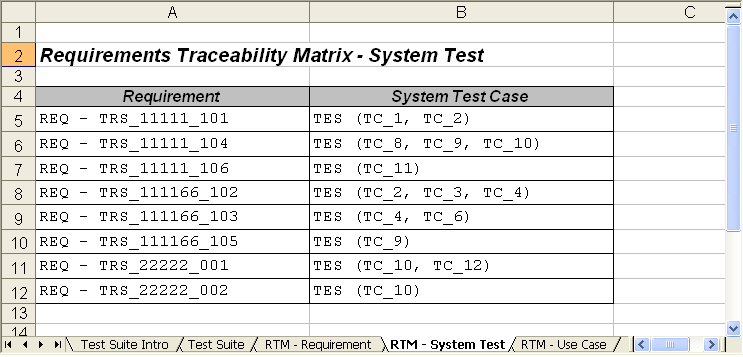 A B C
1
2 Requirements Traceability Matrix - System Test
3
4 Requirement System Test Case
5 REQ - TRS_11111_101 TES (TC_1, TC_2)
6 REQ - TRS_11111_104 TES (TC_8, TC_9, TC_10)
7 REQ - TRS_11111_106 TES (TC_11)
8 REQ - TRS_111166_102 TES (TC_2, TC_3, TC_4)
9 REQ - TRS_111166_103 TES (TC_4, TC_6)
10 REQ - TRS_111166_105 TES (TC_9)
11 REQ - TRS_22222_001 TES (TC_10, TC_12)
12 REQ - TRS_22222_002 TES (TC_10)
13
14
Test Suite Intro Test Suite RTM - Requirement RTM - System Test RTM - Use Case